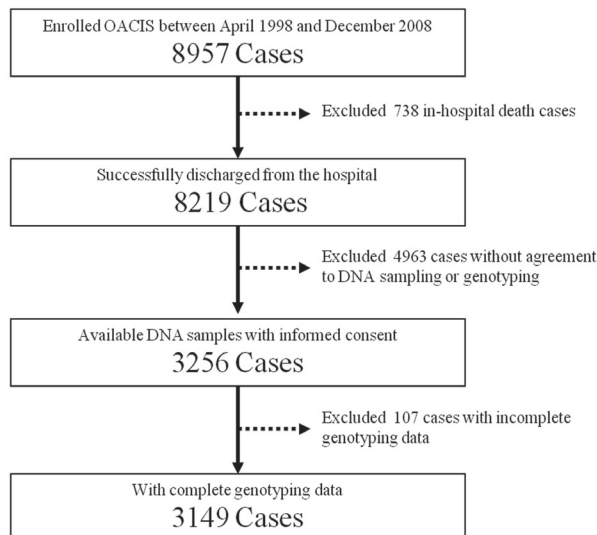 Enrolled OACIS between April 1998 and December 2008
8957 Cases
Excluded 738 in-hospital death cases
Successfully discharged from the hospital
8219 Cases
Excluded 4963 cases without agreement
to DNA sampling or genotyping
Available DNA samples with informed consent
3256 Cases
Excluded 107 cases with incomplete
genotyping data
With complete genotyping data
3149 Cases